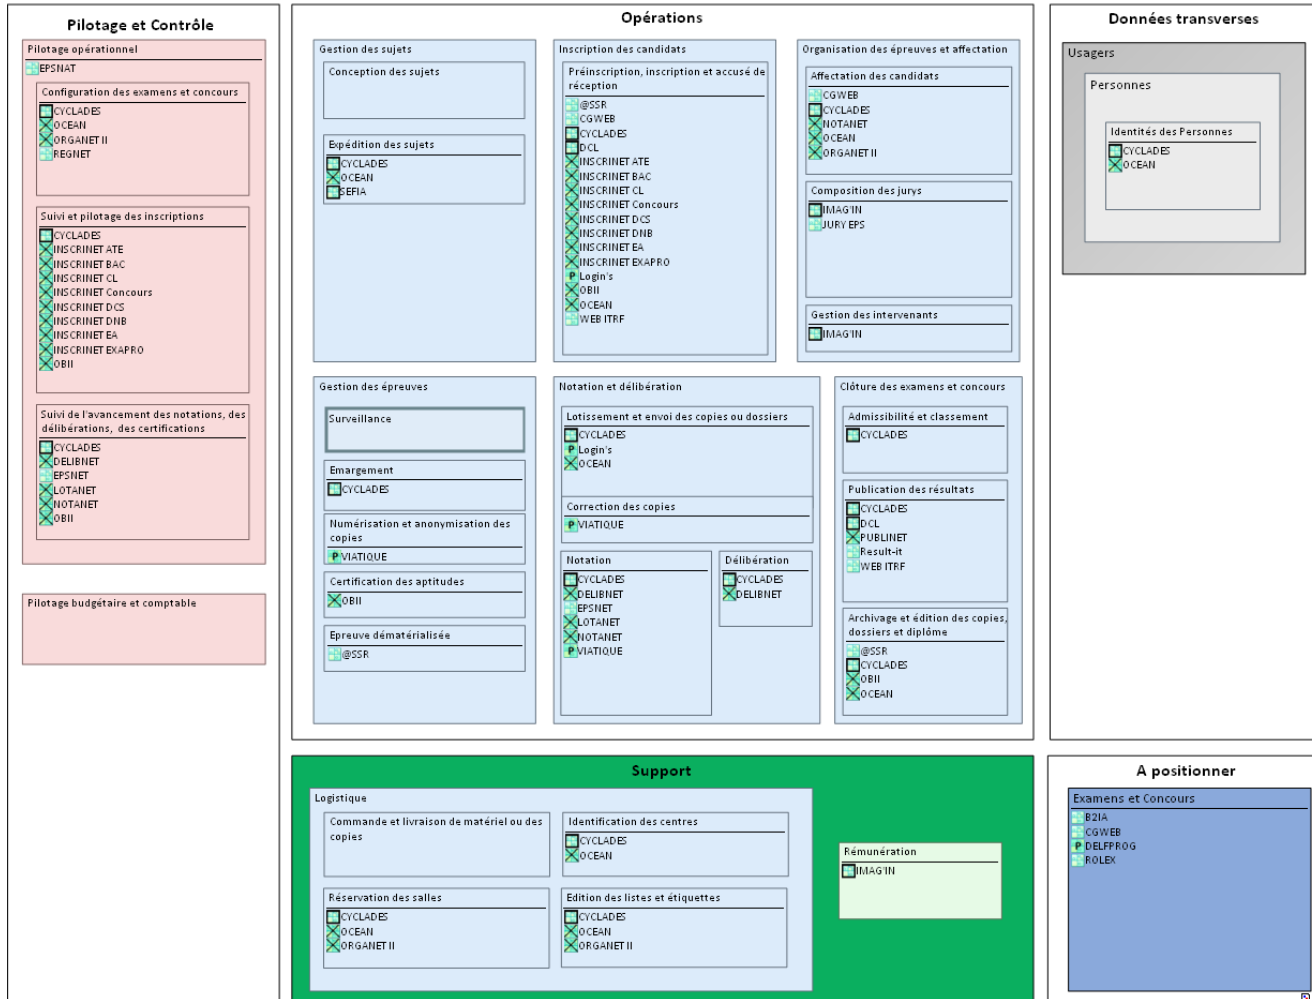 Pilotage et Contrôle
Pilotage opérationnel
EPSNAT
Configuration des examens et concours
CYCLADES
OCEAN
ORGANET II
REGNET
Suivi et pilotage des inscriptions
CYCLADES
INSCRINET ATE
INSCRINET BAC
INSCRINET CL
INSCRINET Concours
INSCRINET DCS
INSCRINET DNB
INSCRINET EA
INSCRINET EXAPRO
OBII
Suivi de l'avancement des notations, des
délibérations, des certifications
CYCLADES
DELIBNET
EPSNET
LOTANET
NOTANET
OBII
Pilotage budgétaire et comptable
Opérations
Gestion des sujets
Conception des sujets
Expédition des sujets
CYCLADES
OCEAN
SEFIA
Inscription des candidats
Préinscription, inscription et accusé de
réception
@SSR
CGWEB
CYCLADES
DCL
INSCRINET ATE
INSCRINET BAC
INSCRINET CL
INSCRINET Concours
INSCRINET DCS
INSCRINET DNB
INSCRINET EA
INSCRINET EXAPRO
P Login's
OBII
OCEAN
WEB ITRF
Organisation des épreuves et affectation
Affectation des candidats
CGWEB
CYCLADES
NOTANET
OCEAN
ORGANET II
Composition des jurys
IMAG'IN
JURY EPS
Gestion des intervenants
IMAG'IN
Gestion des épreuves
Surveillance
Emargement
CYCLADES
Numérisation et anonymisation des
copies
P VIATIQUE
Certification des aptitudes
OBII
Epreuve dématérialisée
@SSR
Notation et délibération
Lotissement et envoi des copies ou dossiers
CYCLADES
P Login's
OCEAN
Correction des copies
P VIATIQUE
Notation
CYCLADES
DELIBNET
EPSNET
LOTANET
NOTANET
P VIATIQUE
Délibération
CYCLADES
DELIBNET
Clôture des examens et concours
Admissibilité et classement
CYCLADES
Publication des résultats
CYCLADES
DCL
PUBLINET
Result-it
WEB ITRF
Archivage et édition des copies,
dossiers et diplôme
@SSR
CYCLADES
OBII
OCEAN
Données transverses
Usagers
Personnes
Identités des Personnes
CYCLADES
OCEAN
Support
Logistique
Commande et livraison de matériel ou des
copies
Identification des centres
CYCLADES
OCEAN
Réservation des salles
CYCLADES
OCEAN
ORGANET II
Edition des listes et étiquettes
CYCLADES
OCEAN
ORGANET II
Rémunération
IMAG'IN
A positionner
Examens et Concours
B2IA
CGWEB
P DELFPROG
ROLEX